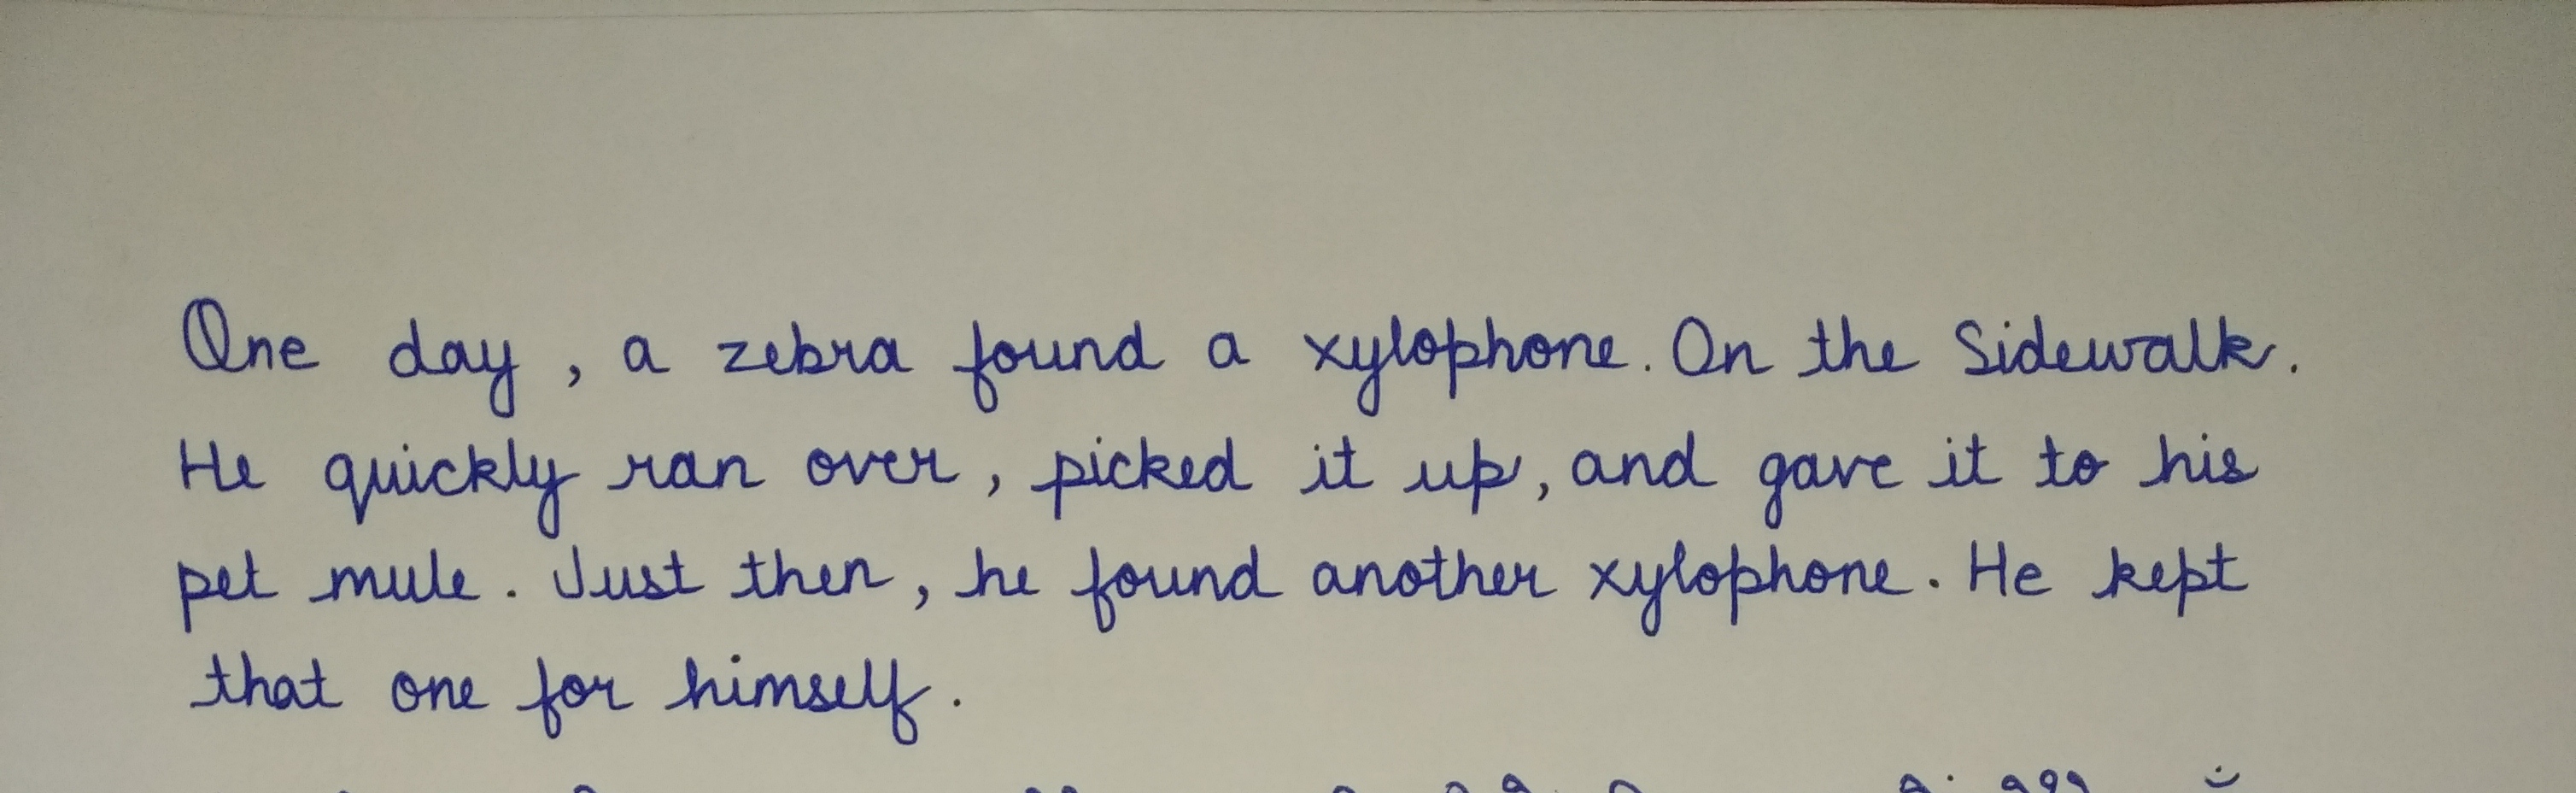 One day, a zebra found a xylophone. On the Sidewalk.
He quickly ran over, picked it up, and gave it to his
pet mule. Just then, he found another xylophone. He kept
that one for himself.